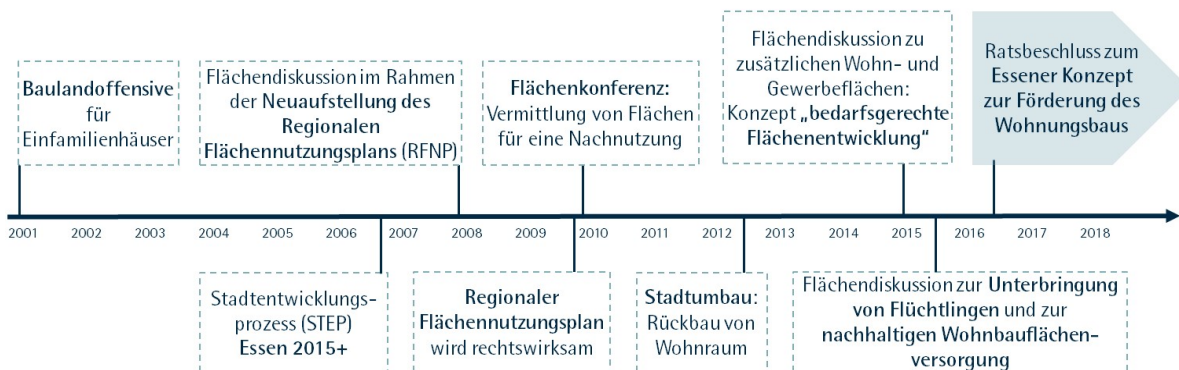 Baulandoffensive
für
Einfamilienhäuser
Flächendiskussion im Rahmen
der Neuaufstellung des
Regionalen
Flächennutzungsplans (RFNP)
Flächenkonferenz:
Vermittlung von Flächen
für eine Nachnutzung
Flächendiskussion zu
zusätzlichen Wohn- und
Gewerbeflächen:
Konzept „bedarfsgerechte
Flächenentwicklung“
Ratsbeschluss zum
Essener Konzept
zur Förderung des
Wohnungsbaus
2001 2002 2003 2004 2005 2006 2007 2008 2009 2010 2011 2012 2013 2014 2015 2016 2017 2018
Stadtentwicklungs-
prozess (STEP)
Essen 2015+
Regionaler
Flächennutzungsplan
wird rechtswirksam
Stadtumbau:
Rückbau von
Wohnraum
Flächendiskussion zur Unterbringung
von Flüchtlingen und zur
nachhaltigen Wohnbauflächen-
versorgung